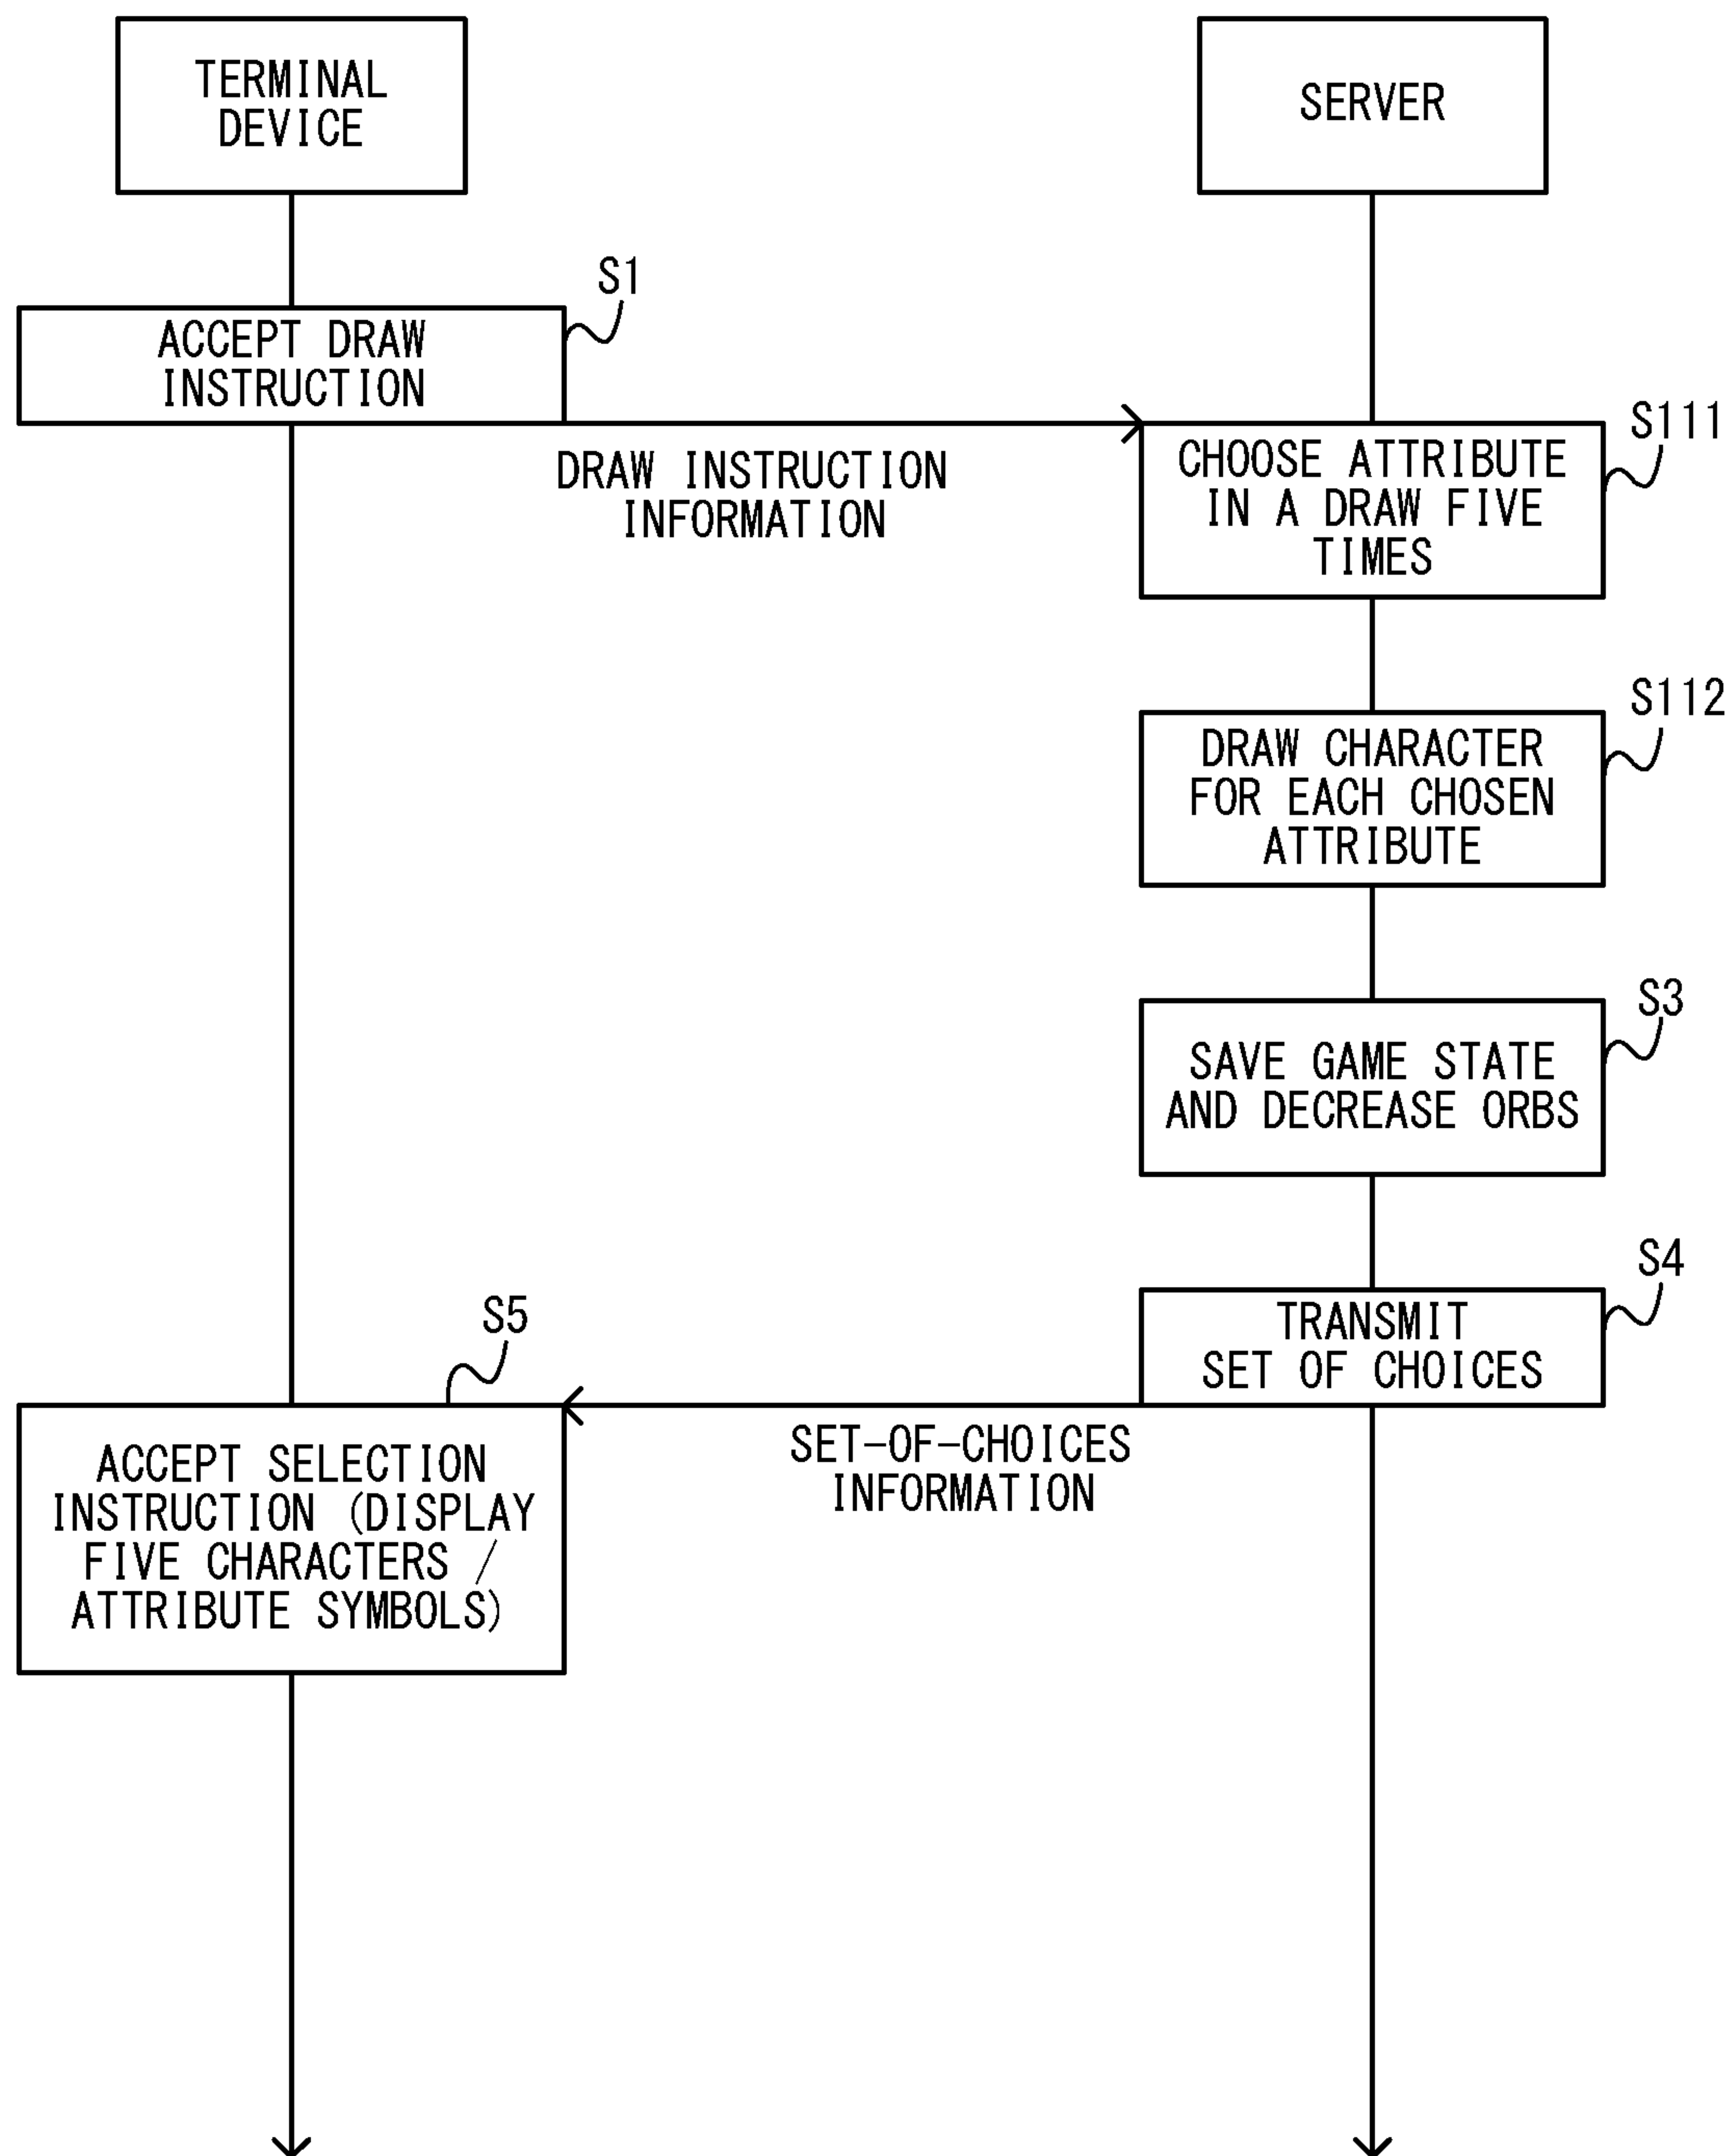 TERMINAL
DEVICE
SERVER
S1
ACCEPT DRAW
INSTRUCTION
DRAW INSTRUCTION
INFORMATION
S111
CHOOSE ATTRIBUTE
IN A DRAW FIVE
TIMES
S112
DRAW CHARACTER
FOR EACH CHOSEN
ATTRIBUTE
S3
SAVE GAME STATE
AND DECREASE ORBS
S4
TRANSMIT
SET OF CHOICES
SET-OF-CHOICES
INFORMATION
S5
ACCEPT SELECTION
INSTRUCTION (DISPLAY
FIVE CHARACTERS /
ATTRIBUTE SYMBOLS)